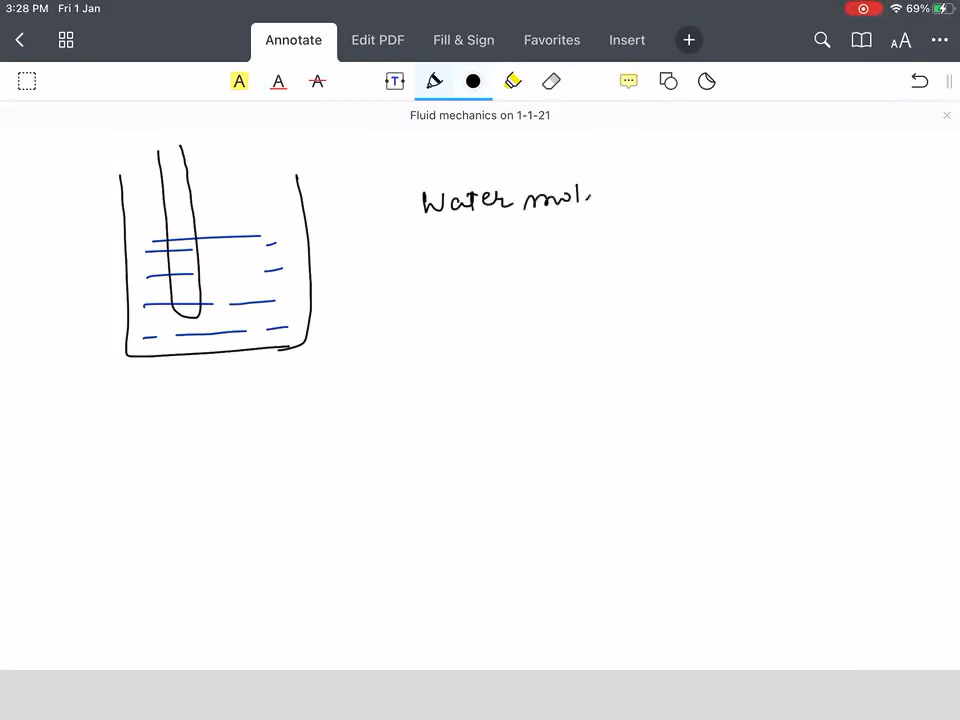 3:28 PM Fri 1 Jan 69%
Annotate Edit PDF Fill & Sign Favorites Insert
A A A T AA
Fluid mechanics on 1-1-21
Water mol.